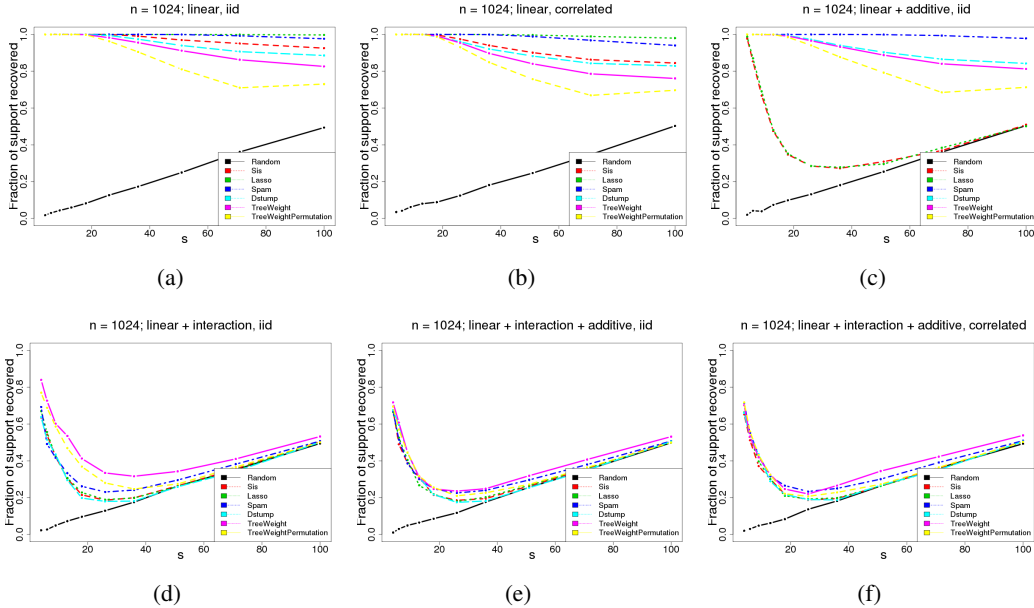 n = 1024; linear, iid
Fraction of support recovered
1.0
0.8
0.6
0.4
0.2
0.0
20
40
60
80
100
s
Random
Sis
Lasso
Spam
Dstump
TreeWeight
TreeWeightPermutation
(a)
n = 1024; linear, correlated
Fraction of support recovered
1.0
0.8
0.6
0.4
0.2
0.0
20
40
60
80
100
s
Random
Sis
Lasso
Spam
Dstump
TreeWeight
TreeWeightPermutation
(b)
n = 1024; linear + additive, iid
Fraction of support recovered
1.0
0.8
0.6
0.4
0.2
0.0
20
40
60
80
100
s
Random
Sis
Lasso
Spam
Dstump
TreeWeight
TreeWeightPermutation
(c)
n = 1024; linear + interaction, iid
Fraction of support recovered
1.0
0.8
0.6
0.4
0.2
0.0
20
40
60
80
100
s
Random
Sis
Lasso
Spam
Dstump
TreeWeight
TreeWeightPermutation
(d)
n = 1024; linear + interaction + additive, iid
Fraction of support recovered
1.0
0.8
0.6
0.4
0.2
0.0
20
40
60
80
100
s
Random
Sis
Lasso
Spam
Dstump
TreeWeight
TreeWeightPermutation
(e)
n = 1024; linear + interaction + additive, correlated
Fraction of support recovered
1.0
0.8
0.6
0.4
0.2
0.0
20
40
60
80
100
s
Random
Sis
Lasso
Spam
Dstump
TreeWeight
TreeWeightPermutation
(f)